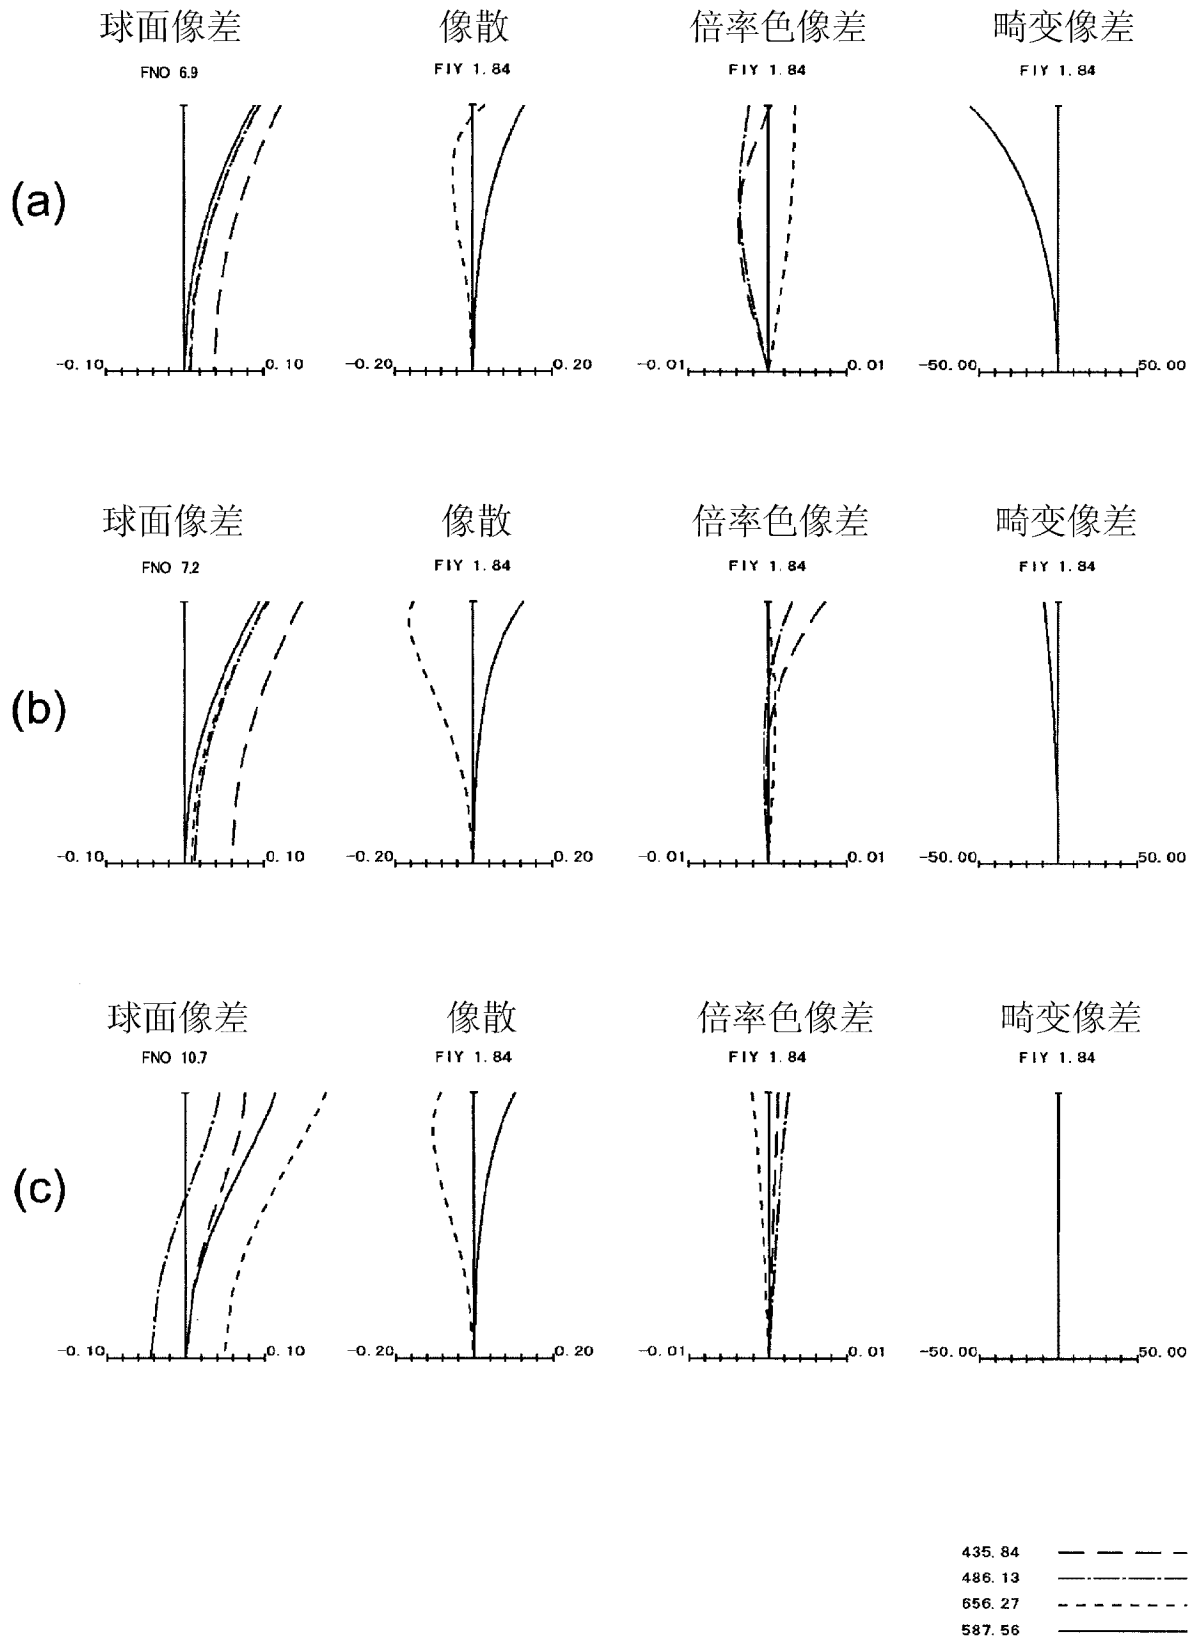 球面像差 像散 倍率色像差 畸变像差
FNO 6.9 FIY 1.84 FIY 1.84 FIY 1.84
(a)
-0.10 0.10 -0.20 0.20 -0.01 0.01 -50.00 50.00
球面像差 像散 倍率色像差 畸变像差
FNO 7.2 FIY 1.84 FIY 1.84 FIY 1.84
(b)
-0.10 0.10 -0.20 0.20 -0.01 0.01 -50.00 50.00
球面像差 像散 倍率色像差 畸变像差
FNO 10.7 FIY 1.84 FIY 1.84 FIY 1.84
(c)
-0.10 0.10 -0.20 0.20 -0.01 0.01 -50.00 50.00
435.84
486.13
656.27
587.56